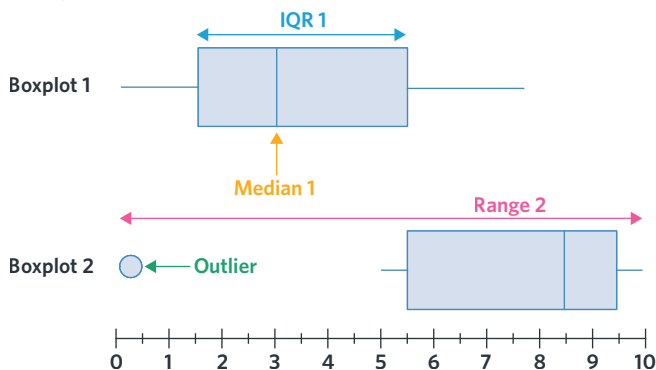 IQR 1
Boxplot 1
Median 1
Range 2
Boxplot 2
Outlier
0 1 2 3 4 5 6 7 8 9 10